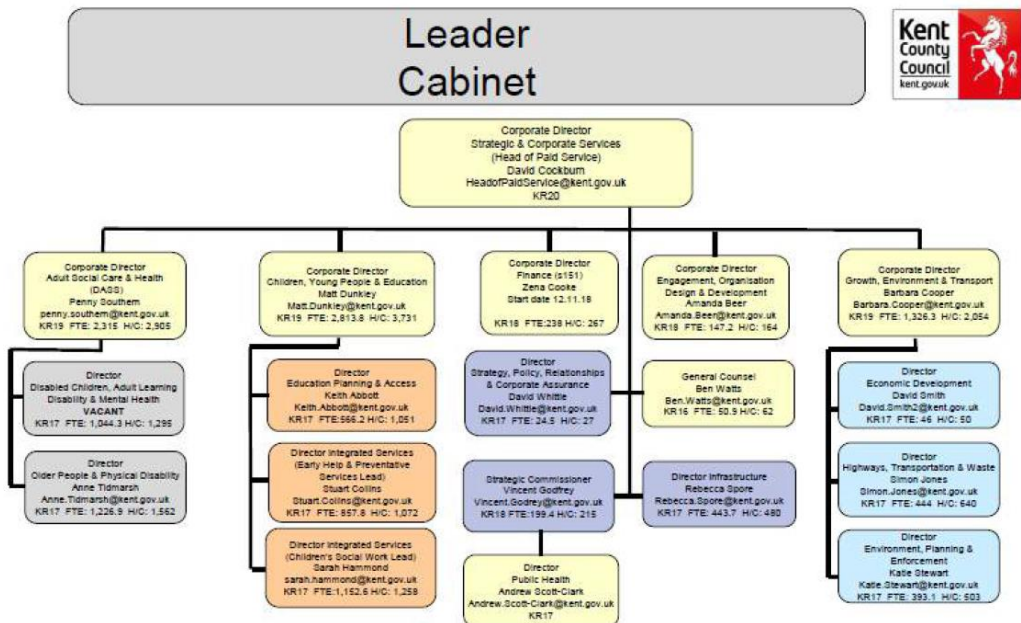 Leader
Cabinet
Kent
County
Council
kent.gov.uk
Corporate Director
Strategic & Corporate Services
(Head of Paid Service)
David Cockburn
HeadofPaidService@kent.gov.uk
KR20
Corporate Director
Adult Social Care & Health
(DASS)
Penny Southern
penny.southern@kent.gov.uk
KR19 FTE: 2,315 H/C: 2,905
Corporate Director
Children, Young People & Education
Matt Dunkley
Matt.Dunkley@kent.gov.uk
KR19 FTE: 2,813.8 H/C: 3,731
Corporate Director
Finance (s151)
Zena Cooke
Start date 12.11.18
KR18 FTE:238 H/C: 267
Corporate Director
Engagement, Organisation
Design & Development
Amanda Beer
Amanda.Beer@kent.gov.uk
KR18 FTE: 147.2 H/C: 164
Corporate Director
Growth, Environment & Transport
Barbara Cooper
Barbara.Cooper@kent.gov.uk
KR19 FTE: 1,326.3 H/C: 2,054
Director
Disabled Children, Adult Learning
Disability & Mental Health
VACANT
KR17 FTE: 1,044.3 H/C: 1,295
Director
Older People & Physical Disability
Anne Tidmarsh
Anne.Tidmarsh@kent.gov.uk
KR17 FTE: 1,226.9 H/C: 1,562
Director
Education Planning & Access
Keith Abbott
Keith.Abbott@kent.gov.uk
KR17 FTE:566.2 H/C: 1,051
Director Integrated Services
(Early Help & Preventative
Services Lead)
Stuart Collins
Stuart.Collins@kent.gov.uk
KR17 FTE: 857.8 H/C: 1,072
Director Integrated Services
(Children's Social Work Lead)
Sarah Hammond
sarah.hammond@kent.gov.uk
KR17 FTE:1,152.6 H/C: 1,258
Director
Strategy, Policy, Relationships
& Corporate Assurance
David Whittle
David.Whittle@kent.gov.uk
KR17 FTE: 24.5 H/C: 27
Strategic Commissioner
Vincent Godfrey
Vincent.Godrey@kent.gov.uk
KR18 FTE:199.4 H/C: 215
Director
Public Health
Andrew Scott-Clark
Andrew.Scott-Clark@kent.gov.uk
KR17
General Counsel
Ben Watts
Ben.Watts@kent.gov.uk
KR16 FTE: 50.9 H/C: 62
Director Infrastructure
Rebecca Spore
Rebecca.Spore@kent.gov.uk
KR17 FTE: 443.7 H/C: 480
Director
Economic Development
David Smith
David.Smith2@kent.gov.uk
KR17 FTE: 46 H/C: 50
Director
Highways, Transportation & Waste
Simon Jones
Simon.Jones@kent.gov.uk
KR17 FTE: 444 H/C: 640
Director
Environment, Planning &
Enforcement
Katie Stewart
Katie.Stewart@kent.gov.uk
KR17 FTE: 393.1 H/C: 503